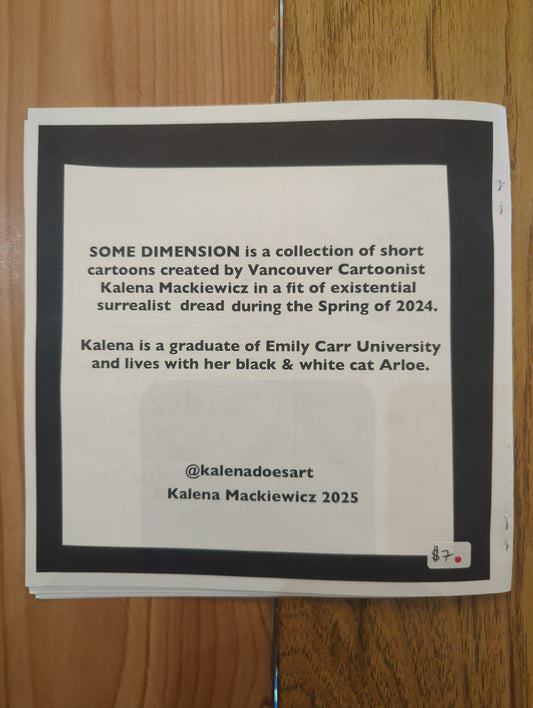 SOME DIMENSION is a collection of short
cartoons created by Vancouver Cartoonist
Kalena Mackiewicz in a fit of existential
surrealist dread during the Spring of 2024.
Kalena is a graduate of Emily Carr University
and lives with her black & white cat Arloe.
@kalenadoesart
©Kalena Mackiewicz 2025
$7.